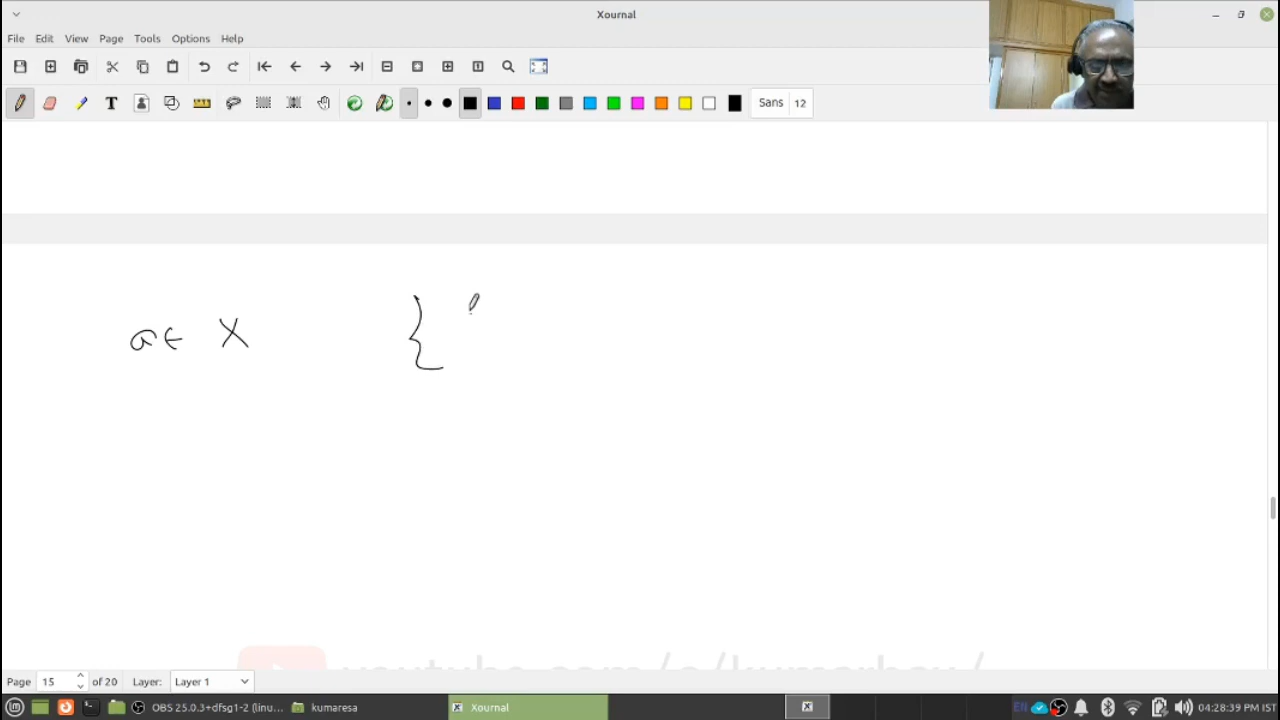 Xournal
File Edit View Page Tools Options Help
Sans 12
a ∈ X {
Page 15 of 20 Layer: Layer 1
OBS 25.0.3+dfsg1-2 (linu... kumaresa Xournal EN 04:28:39 PM IST